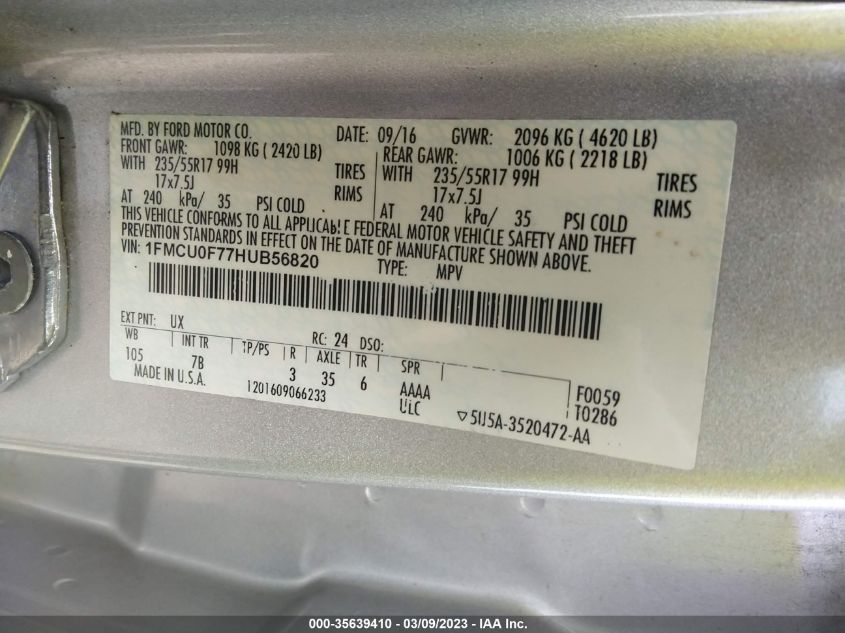 MFD. BY FORD MOTOR CO. DATE: 09/16 GVWR: 2096 KG ( 4620 LB)
FRONT GAWR: 1098 KG ( 2420 LB) REAR GAWR: 1006 KG ( 2218 LB)
WITH 235/55R17 99H TIRES WITH 235/55R17 99H TIRES
17x7.5J RIMS 17x7.5J RIMS
AT 240 kPa/ 35 PSI COLD AT 240 kPa/ 35 PSI COLD
THIS VEHICLE CONFORMS TO ALL APPLICABLE FEDERAL MOTOR VEHICLE SAFETY AND THEFT
PREVENTION STANDARDS IN EFFECT ON THE DATE OF MANUFACTURE SHOWN ABOVE.
VIN: 1FMCU0F77HUB56820 TYPE: MPV
EXT PNT: UX RC: 24 DSO:
WB INT TR TP/PS R AXLE TR SPR
105 7B 3 35 6 AAAA F0059
MADE IN U.S.A. 1201609066233 ULC T0286
▽5U5A-3520472-AA
000-35639410 - 03/09/2023 - IAA Inc.